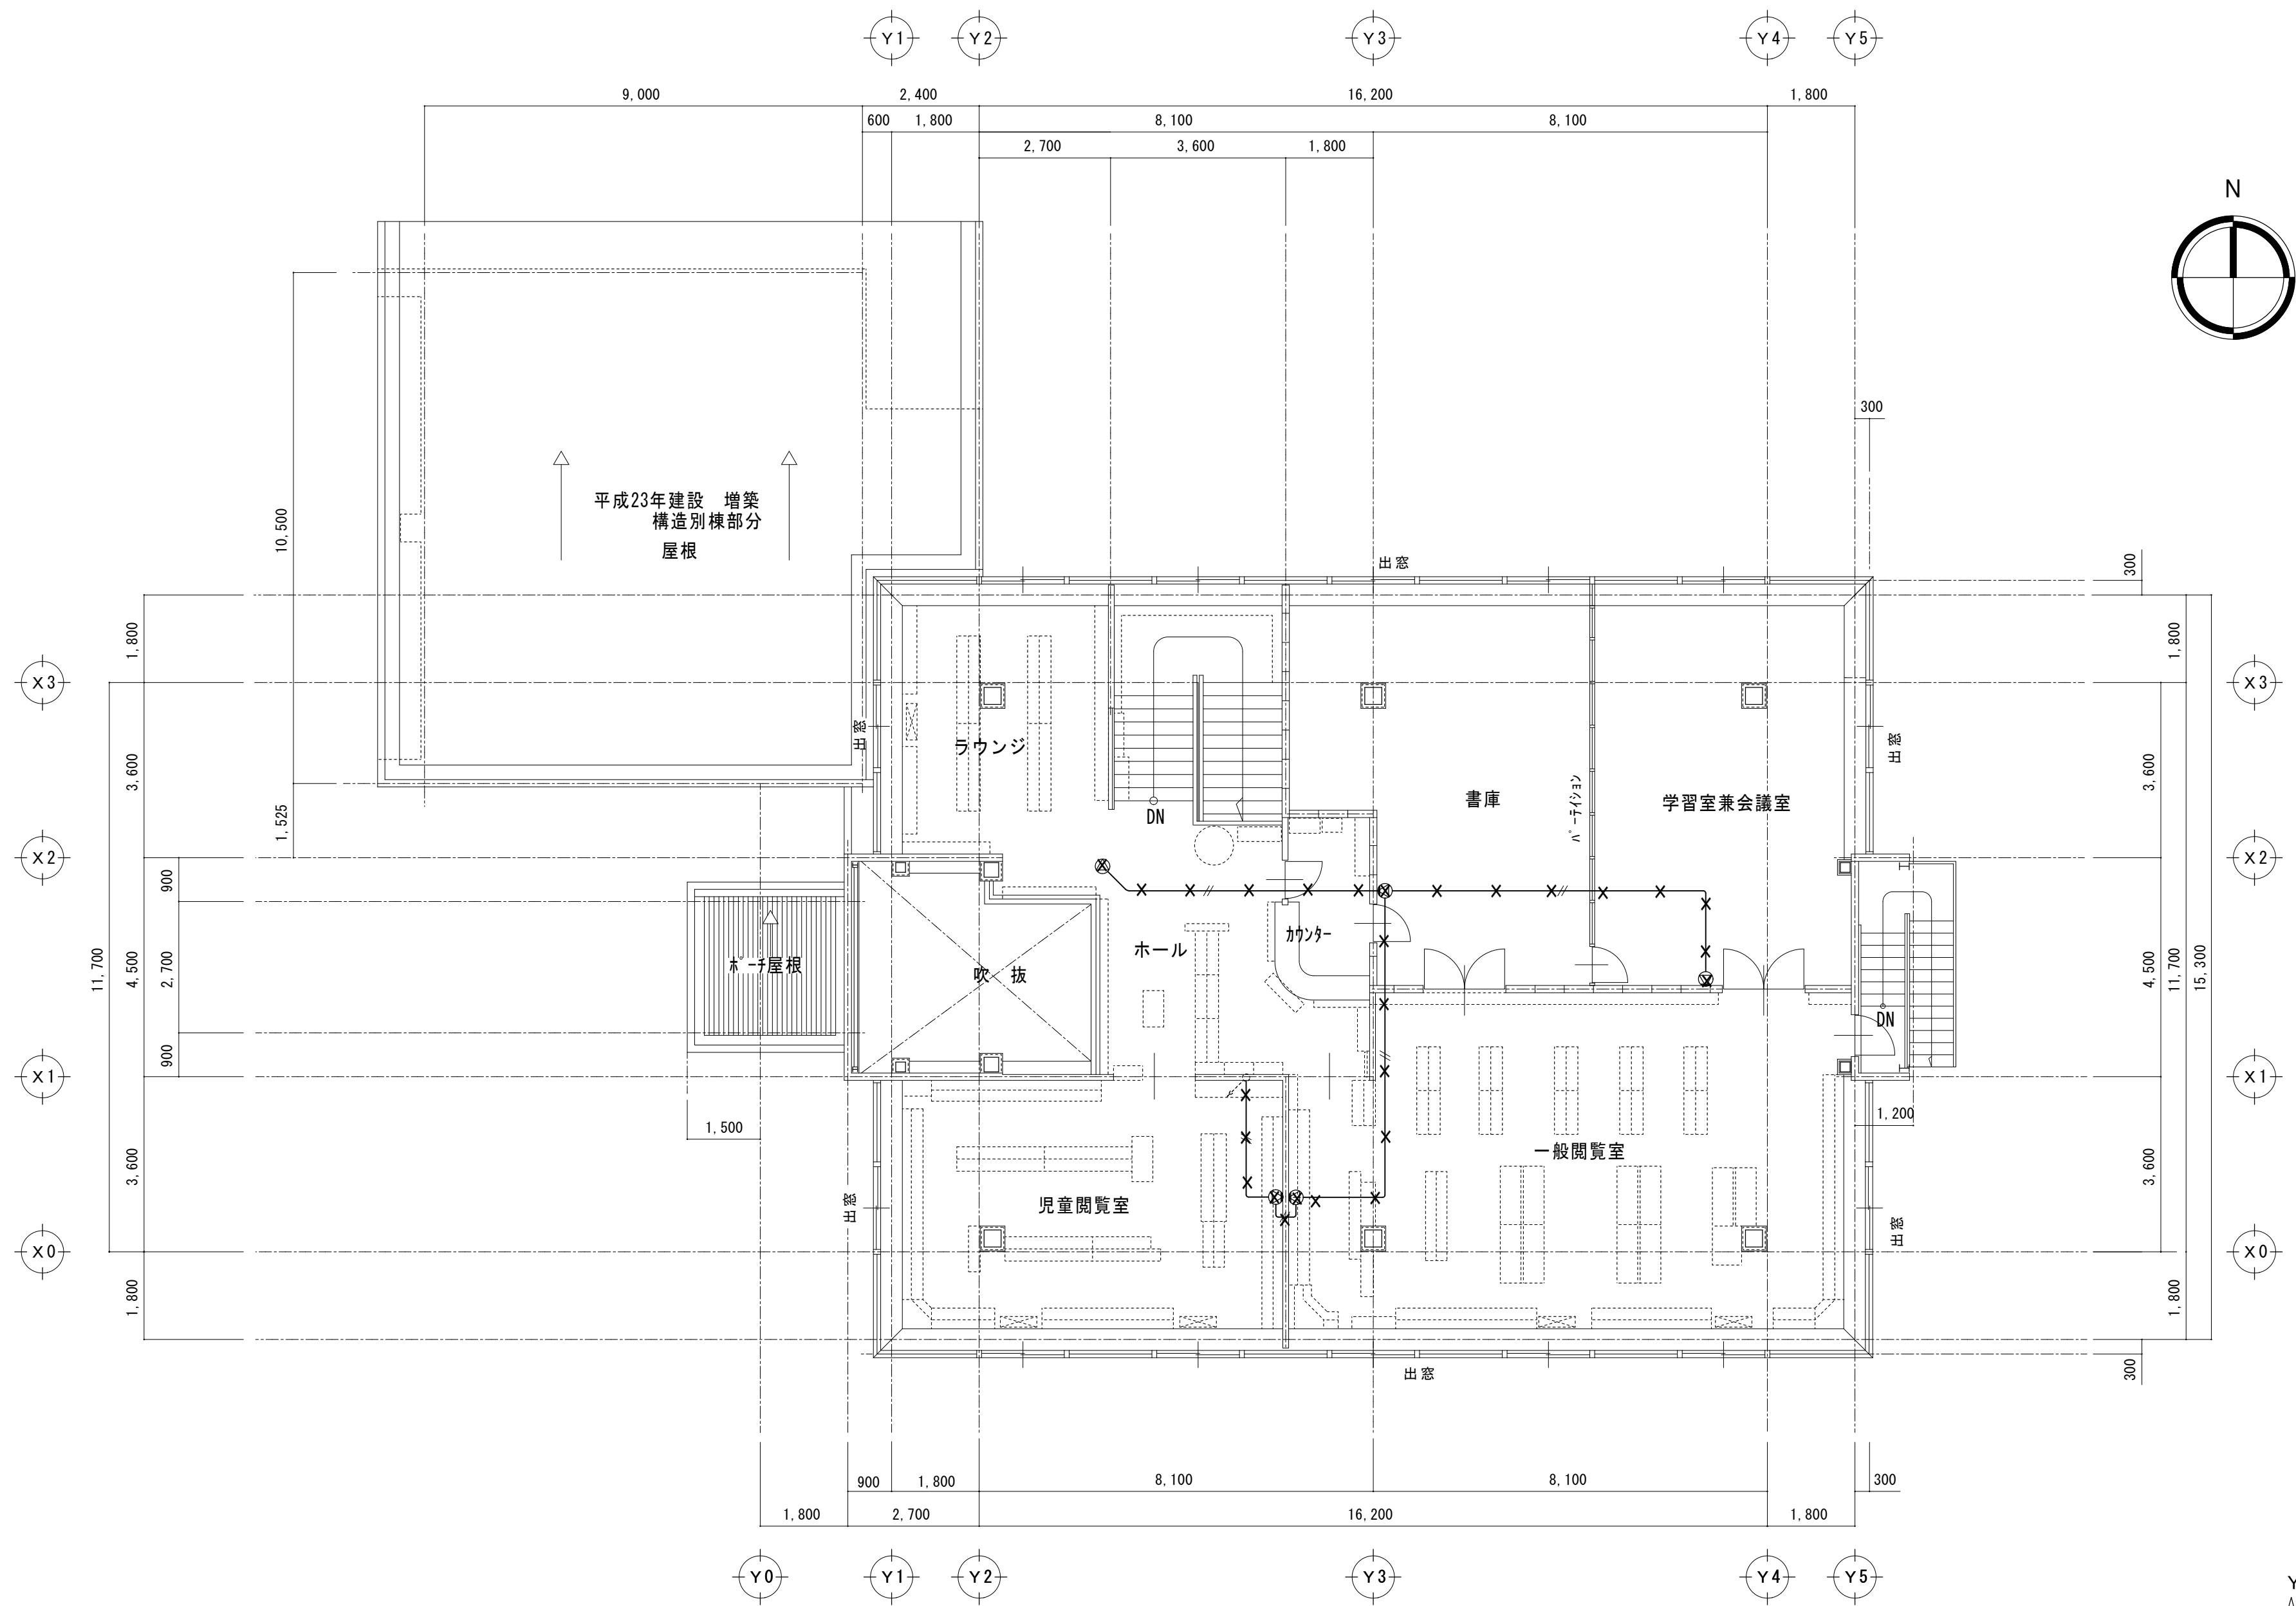 Y1 Y2 Y3 Y4 Y5
9,000 2,400 16,200 1,800
600 1,800 8,100 8,100
2,700 3,600 1,800
N
300
平成23年建設 増築
構造別棟部分
屋根
10,500
出窓
300
1,800 1,800
X3 X3
出窓 出窓
ラウンジ
3,600 3,600
書庫
パーテイション
学習室兼会議室
DN
1,525
X2 X2
900
カウンター
ホール
ポーチ屋根
吹 抜
11,700 4,500 2,700
4,500 11,700 15,300
DN
900
X1 X1
1,500
1,200
一般閲覧室
3,600 3,600
児童閲覧室
出窓 出窓
X0 X0
1,800 1,800
300
出窓
900 1,800 8,100 8,100 300
1,800 2,700 16,200 1,800
Y0 Y1 Y2 Y3 Y4 Y5